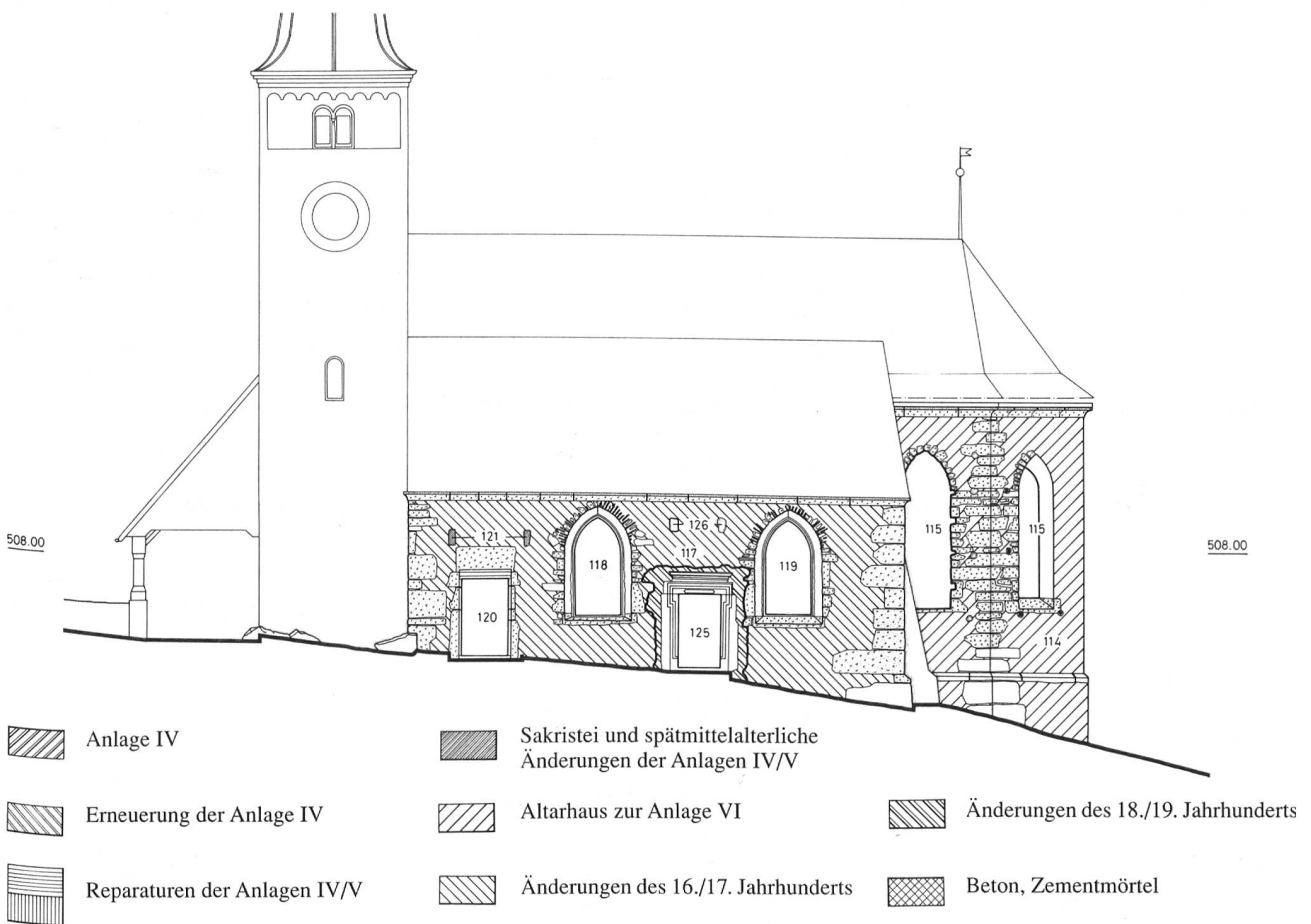 508.00
508.00
121
126
117
118
119
120
125
115
115
114
Anlage IV
Erneuerung der Anlage IV
Reparaturen der Anlagen IV/V
Sakristei und spätmittelalterliche
Änderungen der Anlagen IV/V
Altarhaus zur Anlage VI
Änderungen des 16./17. Jahrhunderts
Änderungen des 18./19. Jahrhunderts
Beton, Zementmörtel